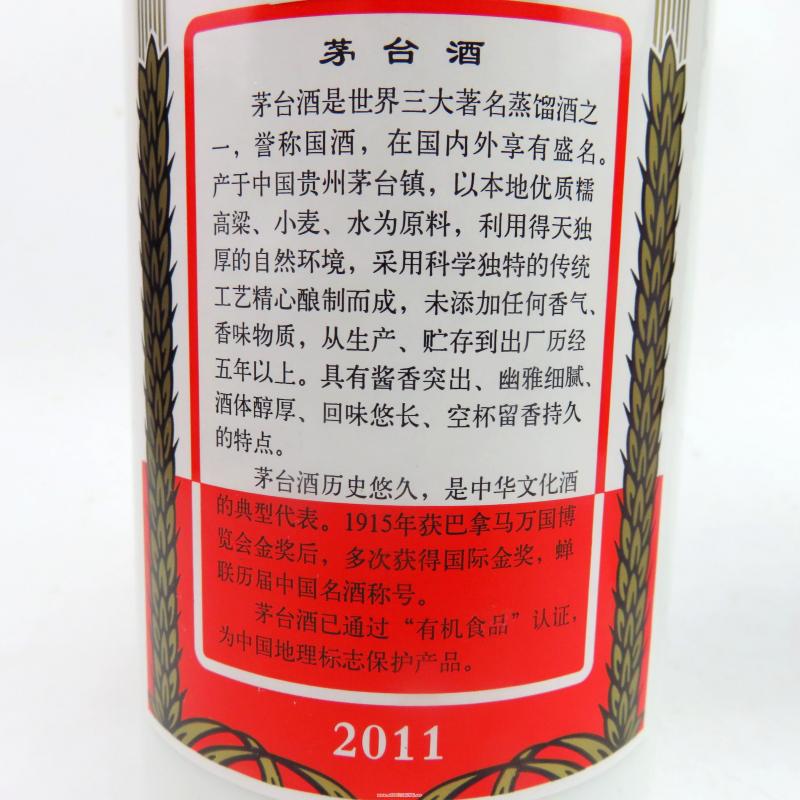 茅台酒
茅台酒是世界三大著名蒸馏酒之
一，誉称国酒，在国内外享有盛名。
产于中国贵州茅台镇，以本地优质糯
高粱、小麦、水为原料，利用得天独
厚的自然环境，采用科学独特的传统
工艺精心酿制而成，未添加任何香气、
香味物质，从生产、贮存到出厂历经
五年以上。具有酱香突出、幽雅细腻、
酒体醇厚、回味悠长、空杯留香持久
的特点。
茅台酒历史悠久，是中华文化酒
的典型代表。1915年获巴拿马万国博
览会金奖后，多次获得国际金奖，蝉
联历届中国名酒称号。
茅台酒已通过“有机食品”认证，
为中国地理标志保护产品。
2011